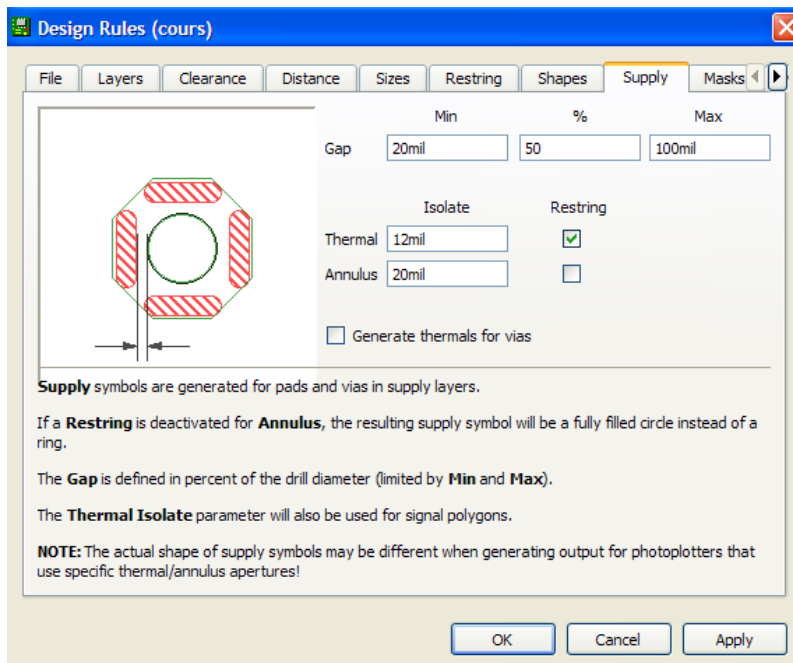 Design Rules (cours)
File Layers Clearance Distance Sizes Restring Shapes Supply Masks
Min % Max
Gap 20mil 50 100mil
Isolate Restring
Thermal 12mil
Annulus 20mil
Generate thermals for vias
Supply symbols are generated for pads and vias in supply layers.
If a Restring is deactivated for Annulus, the resulting supply symbol will be a fully filled circle instead of a
ring.
The Gap is defined in percent of the drill diameter (limited by Min and Max).
The Thermal Isolate parameter will also be used for signal polygons.
NOTE: The actual shape of supply symbols may be different when generating output for photoplotters that
use specific thermal/annulus apertures!
OK Cancel Apply